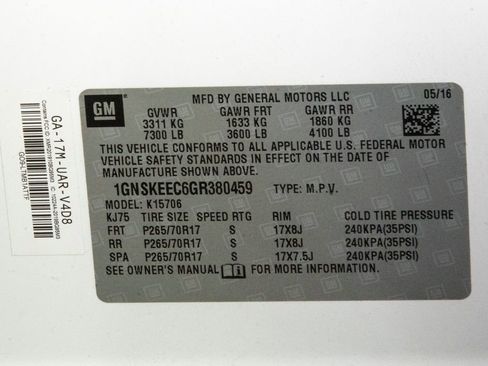 GM
MFD BY GENERAL MOTORS LLC
05/16
GVWR GAWR FRT GAWR RR
3311 KG 1633 KG 1860 KG
7300 LB 3600 LB 4100 LB
THIS VEHICLE CONFORMS TO ALL APPLICABLE U.S. FEDERAL MOTOR
VEHICLE SAFETY AND THEFT PREVENTION STANDARDS IN EFFECT ON THE DATE OF
MANUFACTURE SHOWN ABOVE.
1GNSKEEC6GR380459 TYPE: M.P.V.
MODEL: K15706
KJ75 TIRE SIZE SPEED RTG RIM COLD TIRE PRESSURE
FRT P265/70R17 S 17X8J 240KPA(35PSI)
RR P265/70R17 S 17X8J 240KPA(35PSI)
SPA P265/70R17 S 17X7.5J 240KPA(35PSI)
SEE OWNER'S MANUAL FOR MORE INFORMATION.
GA-17M-UAR-V4D8